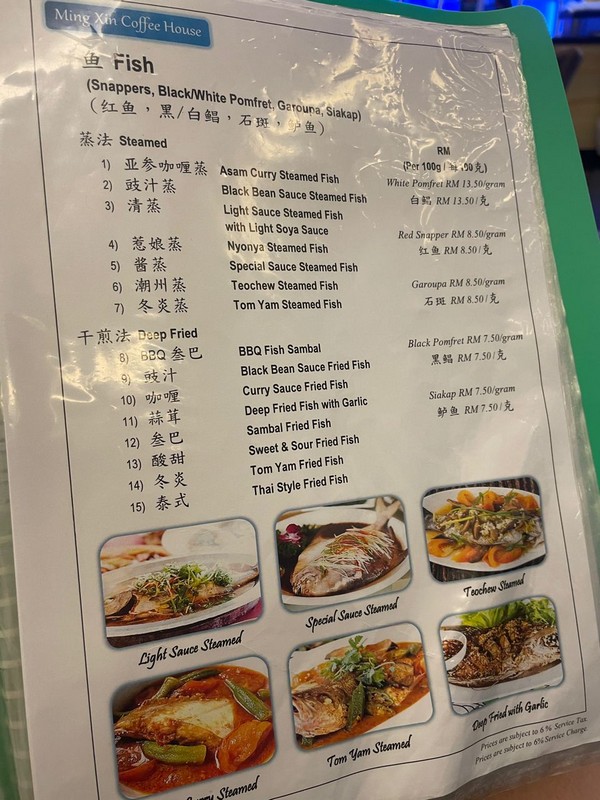 Ming Xin Coffee House
鱼 Fish
(Snappers, Black/White Pomfret, Garoupa, Siakap)
(红鱼，黑/白鲳，石斑，鲈鱼)
蒸法 Steamed
RM
(Per 100g / 每100克)
1) 亚参咖喱蒸 Asam Curry Steamed Fish
2) 豉汁蒸 Black Bean Sauce Steamed Fish
3) 清蒸 Light Sauce Steamed Fish
with Light Soya Sauce
4) 惹娘蒸 Nyonya Steamed Fish
5) 酱蒸 Special Sauce Steamed Fish
6) 潮州蒸 Teochew Steamed Fish
7) 冬炎蒸 Tom Yam Steamed Fish
White Pomfret RM 13.50/gram
白鲳 RM 13.50/克
Red Snapper RM 8.50/gram
红鱼 RM 8.50/克
Garoupa RM 8.50/gram
石斑 RM 8.50/克
干煎法 Deep Fried
8) BBQ 叁巴 BBQ Fish Sambal
9) 豉汁 Black Bean Sauce Fried Fish
10) 咖喱 Curry Sauce Fried Fish
11) 蒜茸 Deep Fried Fish with Garlic
12) 叁巴 Sambal Fried Fish
13) 酸甜 Sweet & Sour Fried Fish
14) 冬炎 Tom Yam Fried Fish
15) 泰式 Thai Style Fried Fish
Black Pomfret RM 7.50/gram
黑鲳 RM 7.50/克
Siakap RM 7.50/gram
鲈鱼 RM 7.50/克
Light Sauce Steamed
Special Sauce Steamed
Teochew Steamed
Curry Steamed
Tom Yam Steamed
Deep Fried with Garlic
Prices are subject to 6 % Service Tax
Prices are subject to 6% Service Charge